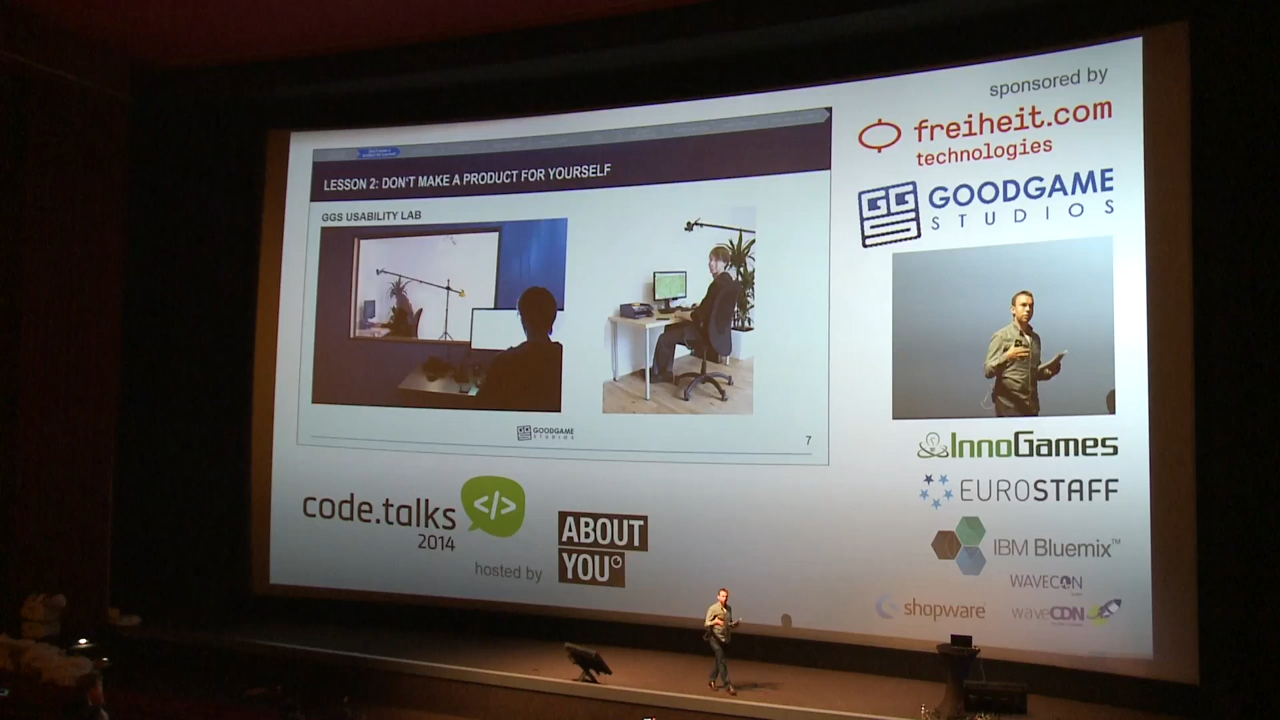 sponsored by
freiheit.com
technologies
GOODGAME
STUDIOS
LESSON 2: DON'T MAKE A PRODUCT FOR YOURSELF
GGS USABILITY LAB
GOODGAME
STUDIOS
7
InnoGames
EUROSTAFF
IBM Bluemix™
WAVECON
shopware
waveCDN
code.talks
</>
2014
hosted by
ABOUT
YOU